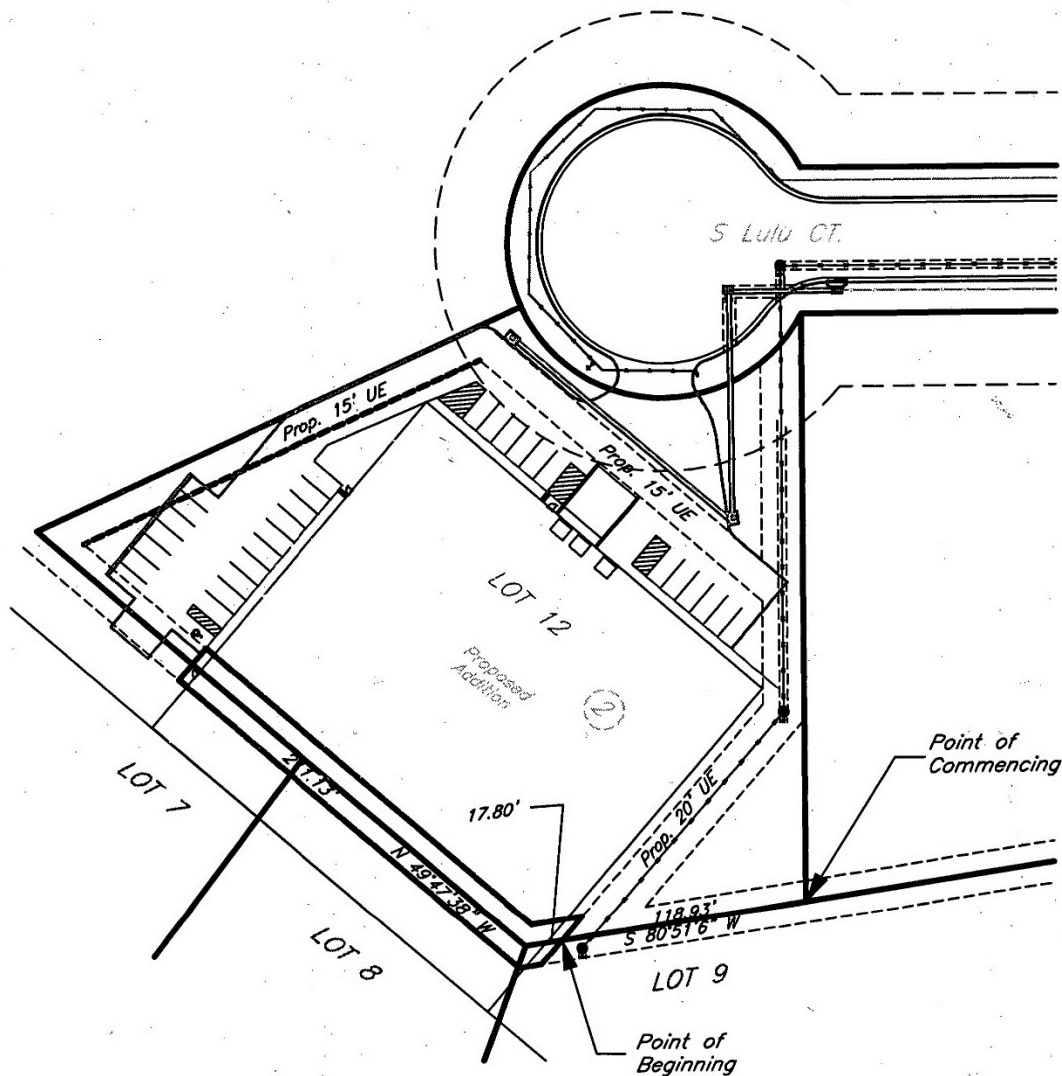 S Lulu CT.
Prop. 15' UE
Prop. 15' UE
LOT 12
Proposed
Addition
2
Point of
Commencing
LOT 7
17.80'
Prop. 20' UE
N 49°47'38" W
118.93'
S 80°51'6" W
LOT 8
LOT 9
Point of
Beginning